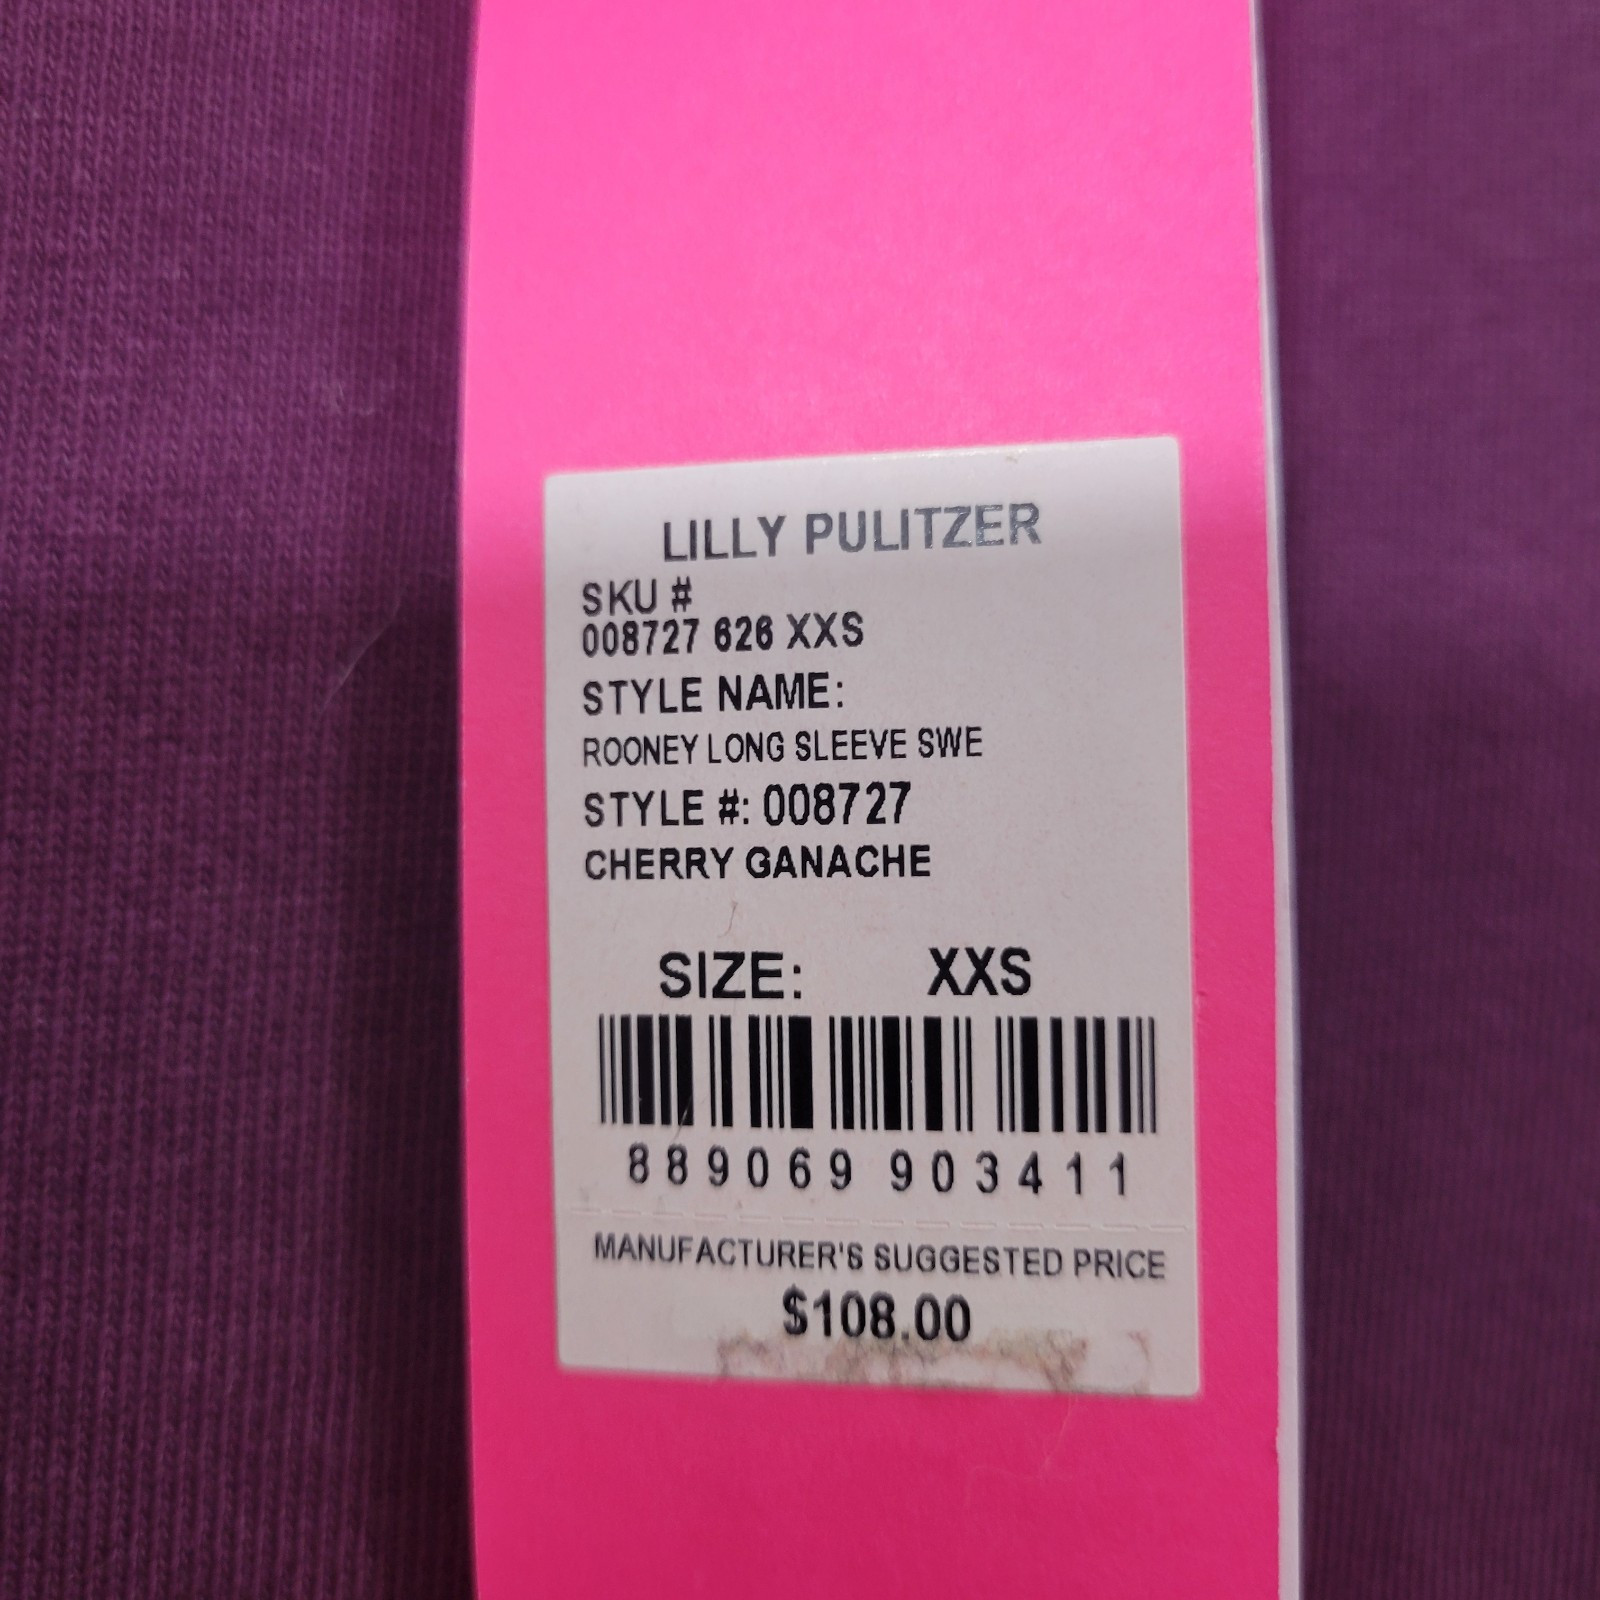 LILLY PULITZER
SKU #
008727 626 XXS
STYLE NAME:
ROONEY LONG SLEEVE SWE
STYLE #: 008727
CHERRY GANACHE
SIZE: XXS
889069 903411
MANUFACTURER'S SUGGESTED PRICE
$108.00